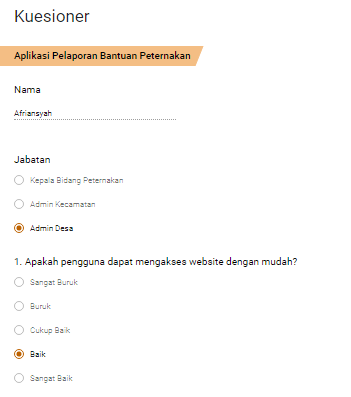 Kuesioner
Aplikasi Pelaporan Bantuan Peternakan
Nama
Afriansyah
Jabatan
Kepala Bidang Peternakan
Admin Kecamatan
Admin Desa
1. Apakah pengguna dapat mengakses website dengan mudah?
Sangat Buruk
Buruk
Cukup Baik
Baik
Sangat Baik